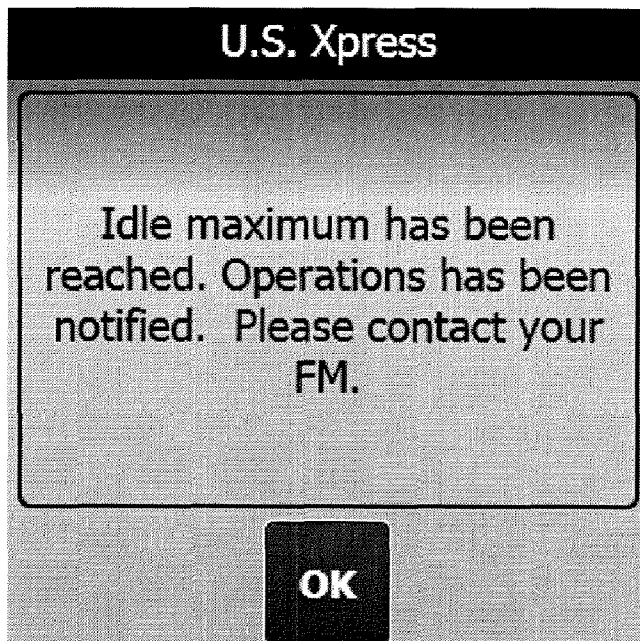 U.S. Xpress
Idle maximum has been
reached. Operations has been
notified.  Please contact your
FM.
OK